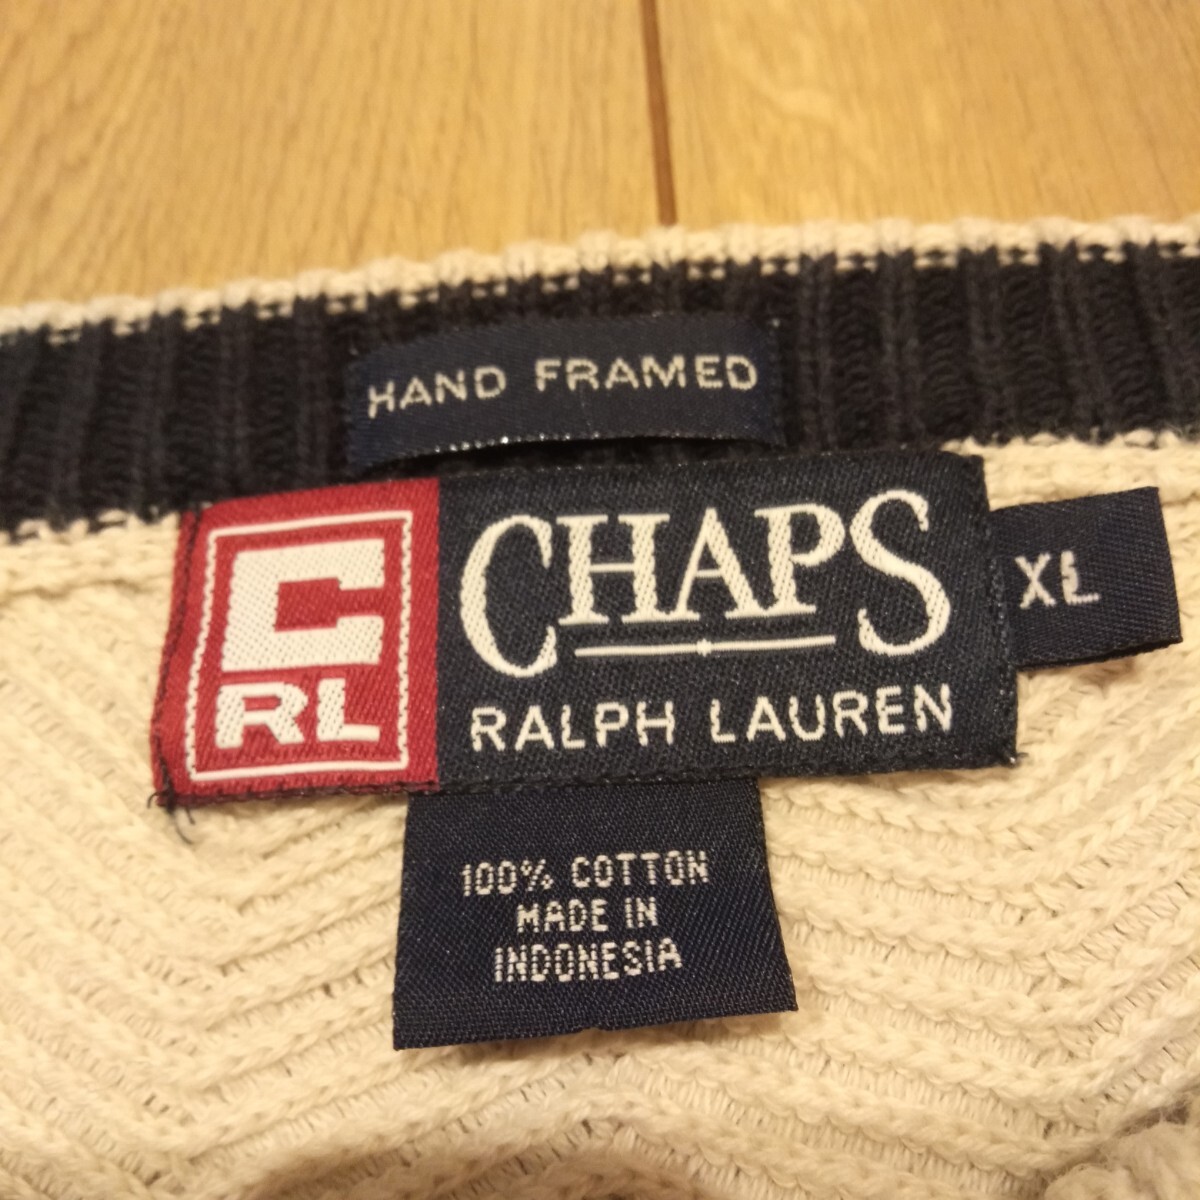 HAND FRAMED
C
RL
CHAPS
RALPH LAUREN
XL
100% COTTON
MADE IN
INDONESIA